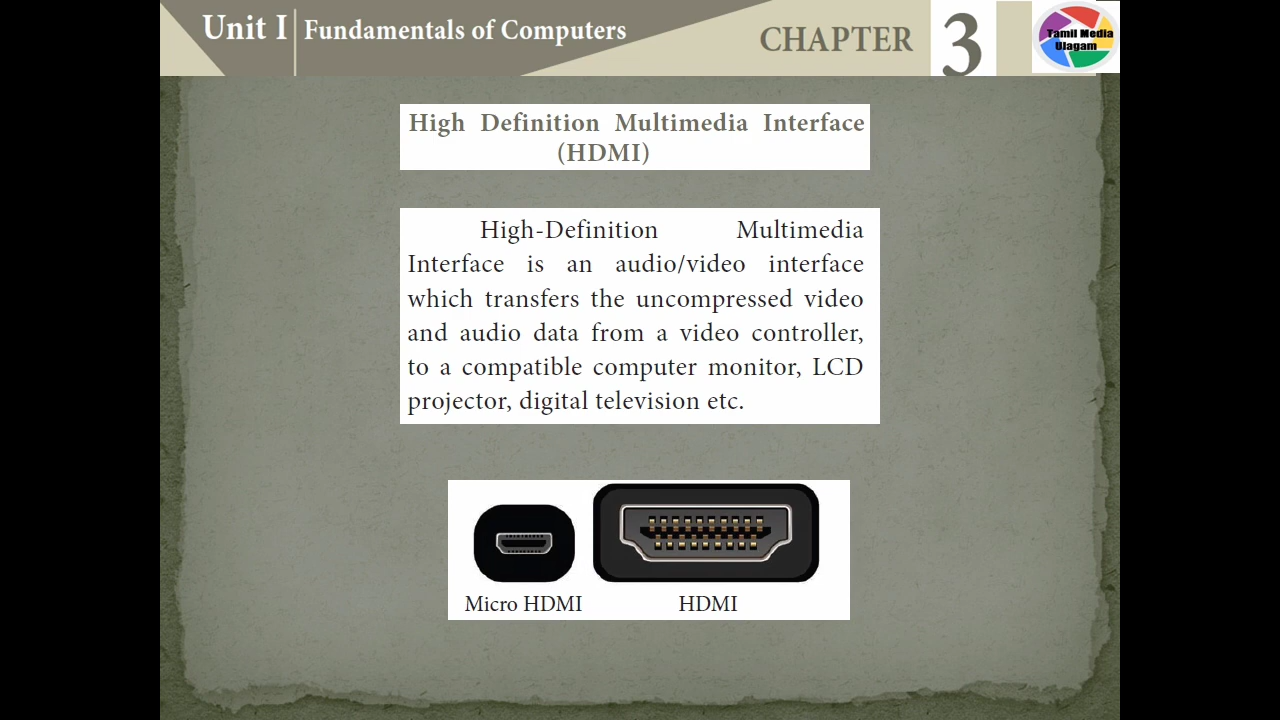 Unit I Fundamentals of Computers
CHAPTER 3
Tamil Media
Ulagam
High Definition Multimedia Interface
(HDMI)
High-Definition Multimedia
Interface is an audio/video interface
which transfers the uncompressed video
and audio data from a video controller,
to a compatible computer monitor, LCD
projector, digital television etc.
Micro HDMI HDMI